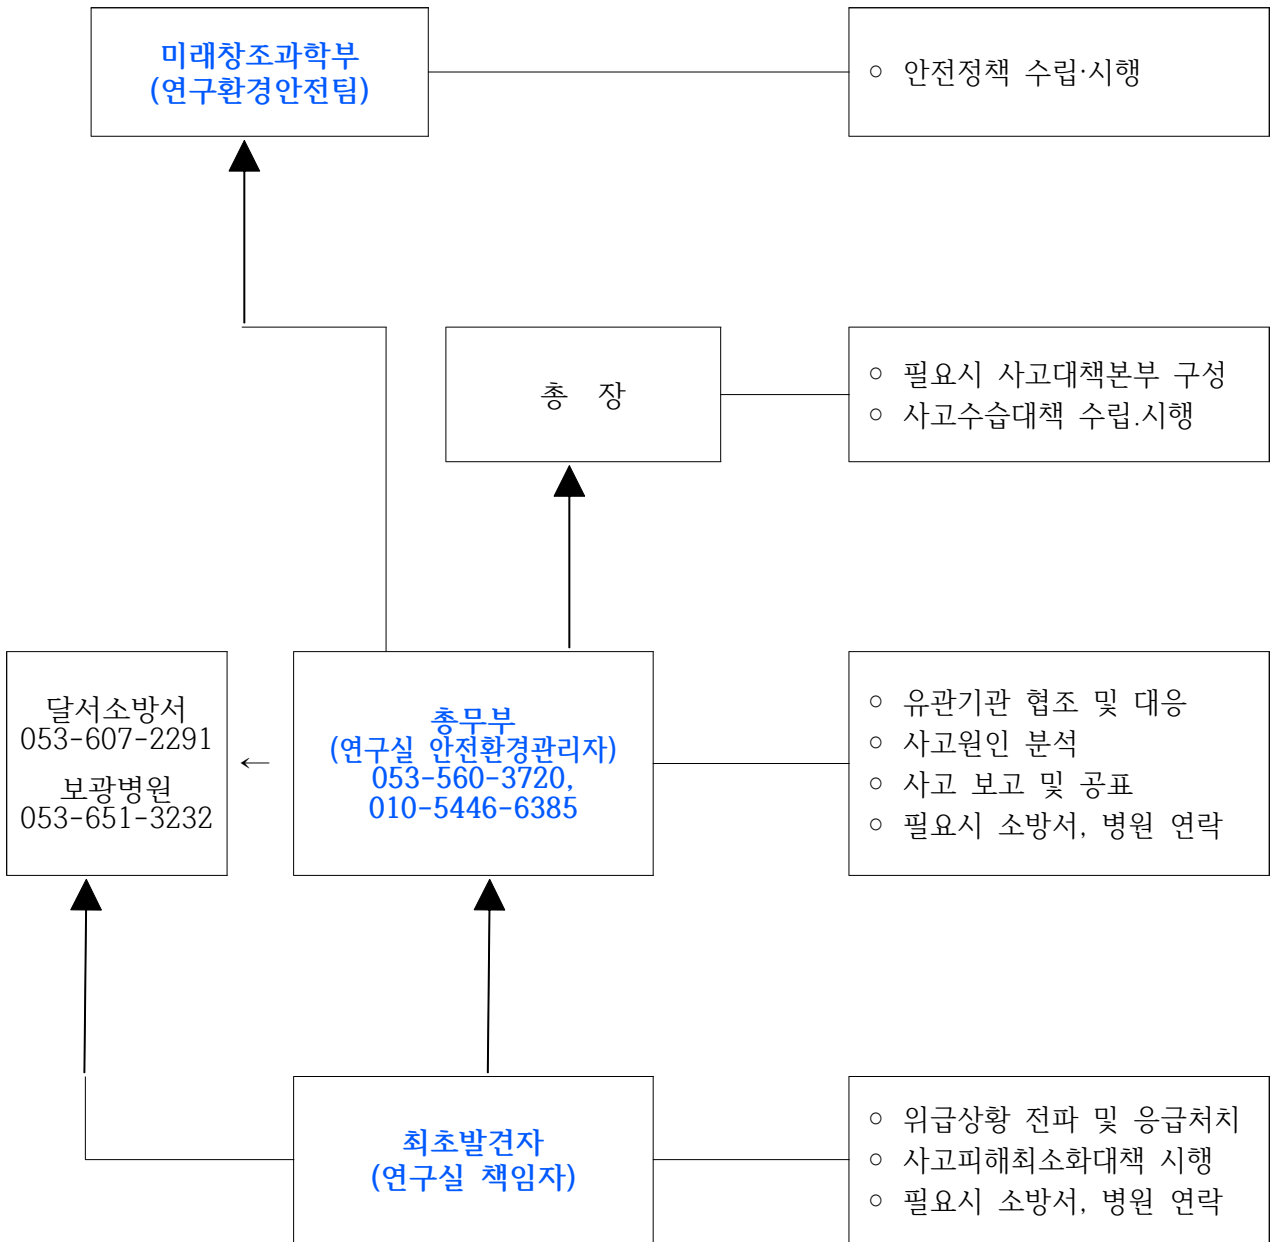 미래창조과학부
(연구환경안전팀)
○ 안전정책 수립·시행
총 장
○ 필요시 사고대책본부 구성
○ 사고수습대책 수립.시행
달서소방서
053-607-2291
보광병원
053-651-3232
←
총무부
(연구실 안전환경관리자)
053-560-3720,
010-5446-6385
○ 유관기관 협조 및 대응
○ 사고원인 분석
○ 사고 보고 및 공표
○ 필요시 소방서, 병원 연락
최초발견자
(연구실 책임자)
○ 위급상황 전파 및 응급처치
○ 사고피해최소화대책 시행
○ 필요시 소방서, 병원 연락